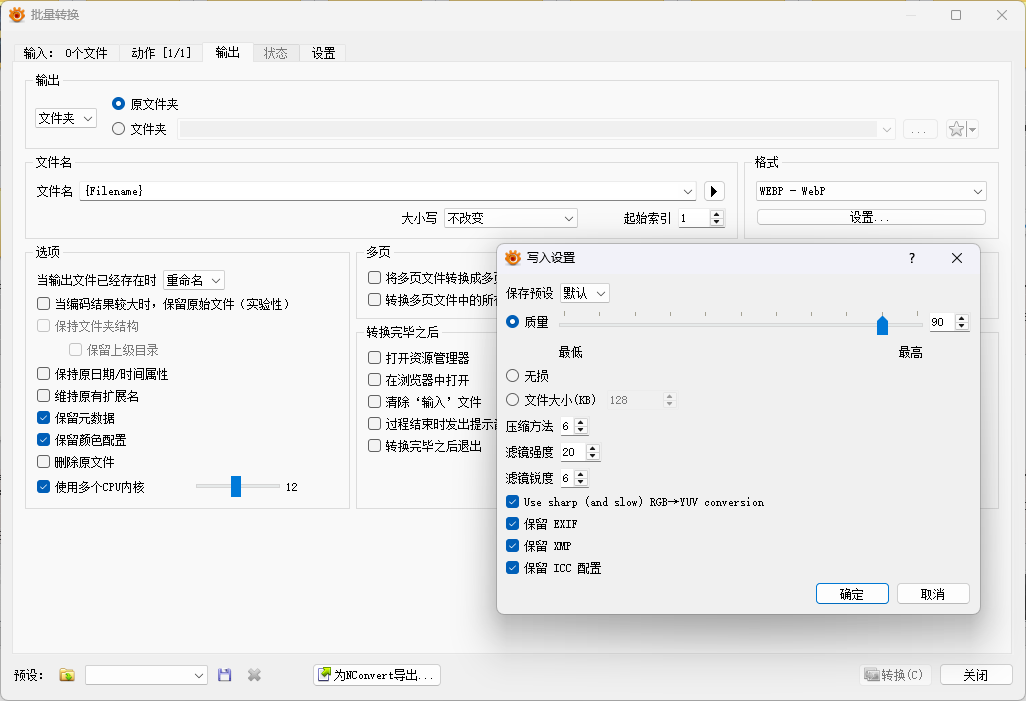 批量转换
输入: 0个文件 动作 [1/1] 输出 状态 设置
输出
文件夹
原文件夹
文件夹
...
文件名
文件名 {Filename}
大小写 不改变 起始索引 1
格式
WEBP - WebP
设置...
选项
当输出文件已经存在时 重命名
当编码结果较大时，保留原始文件（实验性）
保持文件夹结构
保留上级目录
保持原日期/时间属性
维持原有扩展名
保留元数据
保留颜色配置
删除原文件
使用多个CPU内核 12
多页
将多页文件转换成多页
转换多页文件中的所有
转换完毕之后
打开资源管理器
在浏览器中打开
清除‘输入’文件
过程结束时发出提示
转换完毕之后退出
写入设置 ?
保存预设 默认
质量 90
最低 最高
无损
文件大小(KB) 128
压缩方法 6
滤镜强度 20
滤镜锐度 6
Use sharp (and slow) RGB→YUV conversion
保留 EXIF
保留 XMP
保留 ICC 配置
确定 取消
预设: 为NConvert导出... 转换(C) 关闭